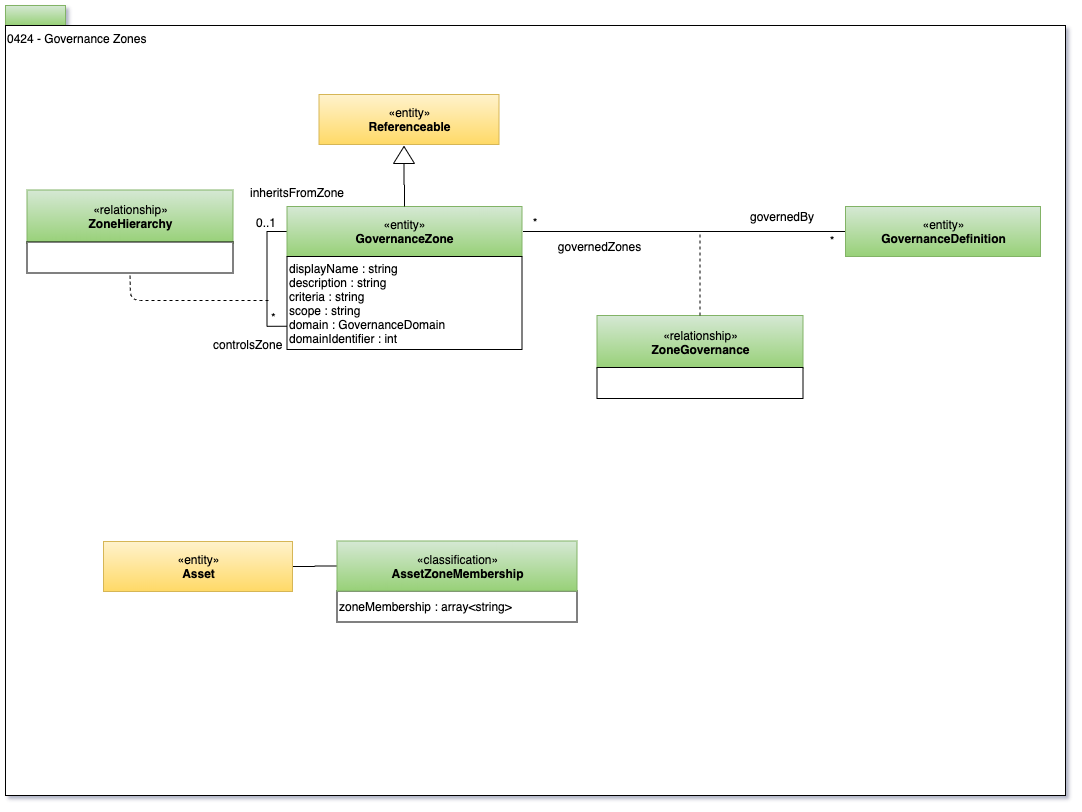 0424 - Governance Zones
«entity»
Referenceable
inheritsFromZone
«relationship»
ZoneHierarchy
0..1
«entity»
GovernanceZone
displayName : string
description : string
criteria : string
scope : string
domain : GovernanceDomain
domainIdentifier : int
*
controlsZone
*
governedZones
governedBy
*
«entity»
GovernanceDefinition
«relationship»
ZoneGovernance
«entity»
Asset
«classification»
AssetZoneMembership
zoneMembership : array<string>